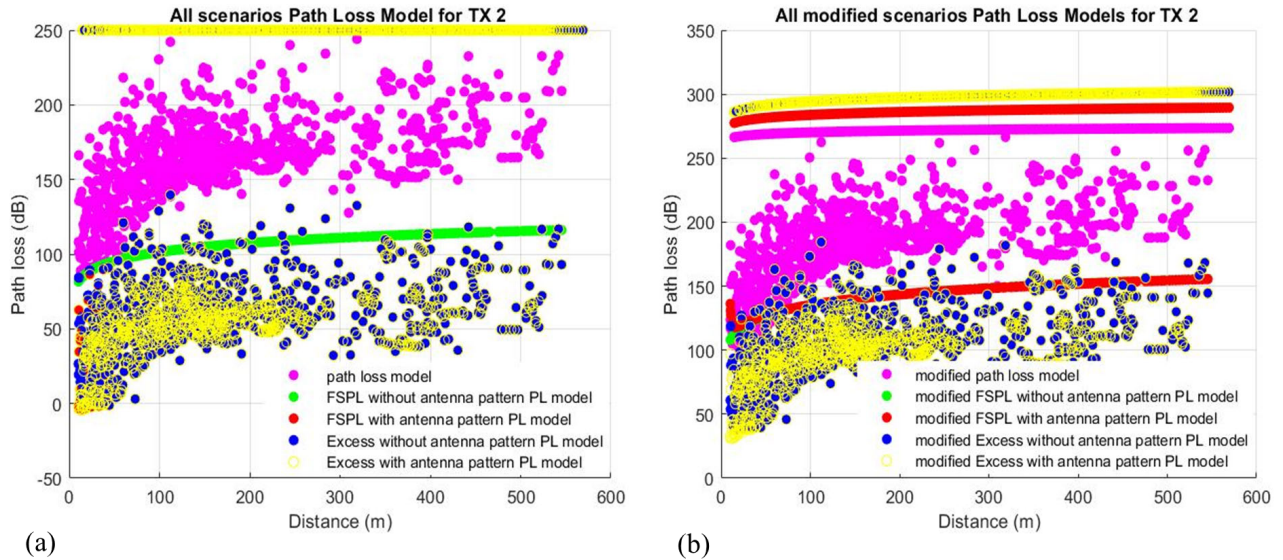 All scenarios Path Loss Model for TX 2
250
200
150
100
50
0
-50
Path loss (dB)
path loss model
FSPL without antenna pattern PL model
FSPL with antenna pattern PL model
Excess without antenna pattern PL model
Excess with antenna pattern PL model
0 100 200 300 400 500 600
Distance (m)
(a)
All modified scenarios Path Loss Models for TX 2
350
300
250
200
150
100
50
0
Path loss (dB)
modified path loss model
modified FSPL without antenna pattern PL model
modified FSPL with antenna pattern PL model
modified Excess without antenna pattern PL model
modified Excess with antenna pattern PL model
0 100 200 300 400 500 600
Distance (m)
(b)